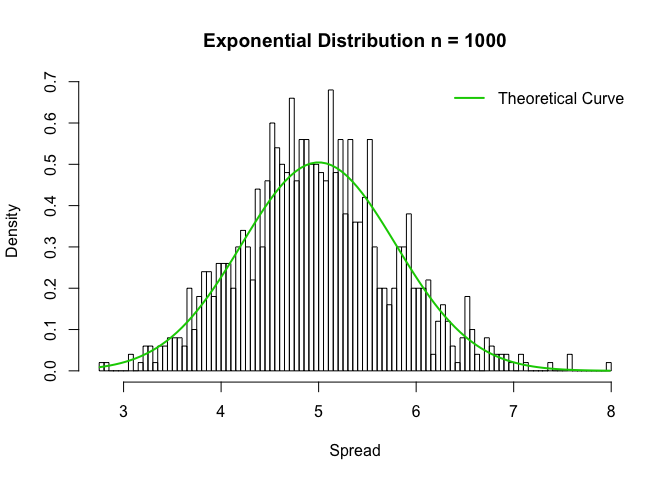 Exponential Distribution n = 1000
Theoretical Curve
Density
0.7
0.6
0.5
0.4
0.3
0.2
0.1
0.0
3 4 5 6 7 8
Spread